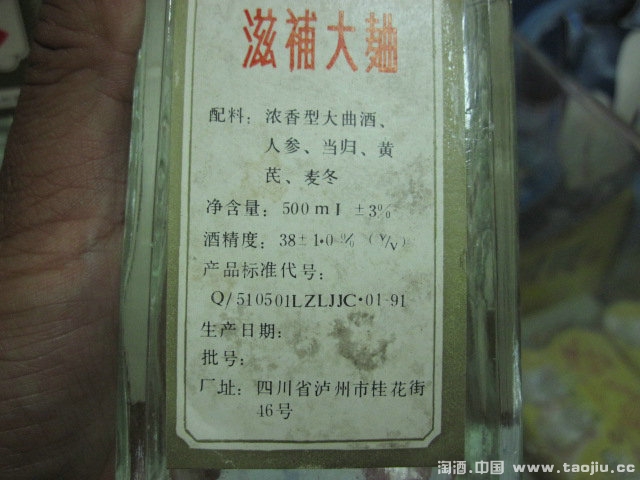 滋補大麯
配料：浓香型大曲酒、
人参、当归、黄
芪、麦冬
净含量：500ml ±3%
酒精度：38±1·0% (V/V)
产品标准代号：
Q/510501LZLJJC·01-91
生产日期：
批号：
厂址：四川省泸州市桂花街
46号
淘酒.中国 www.taojiu.cc